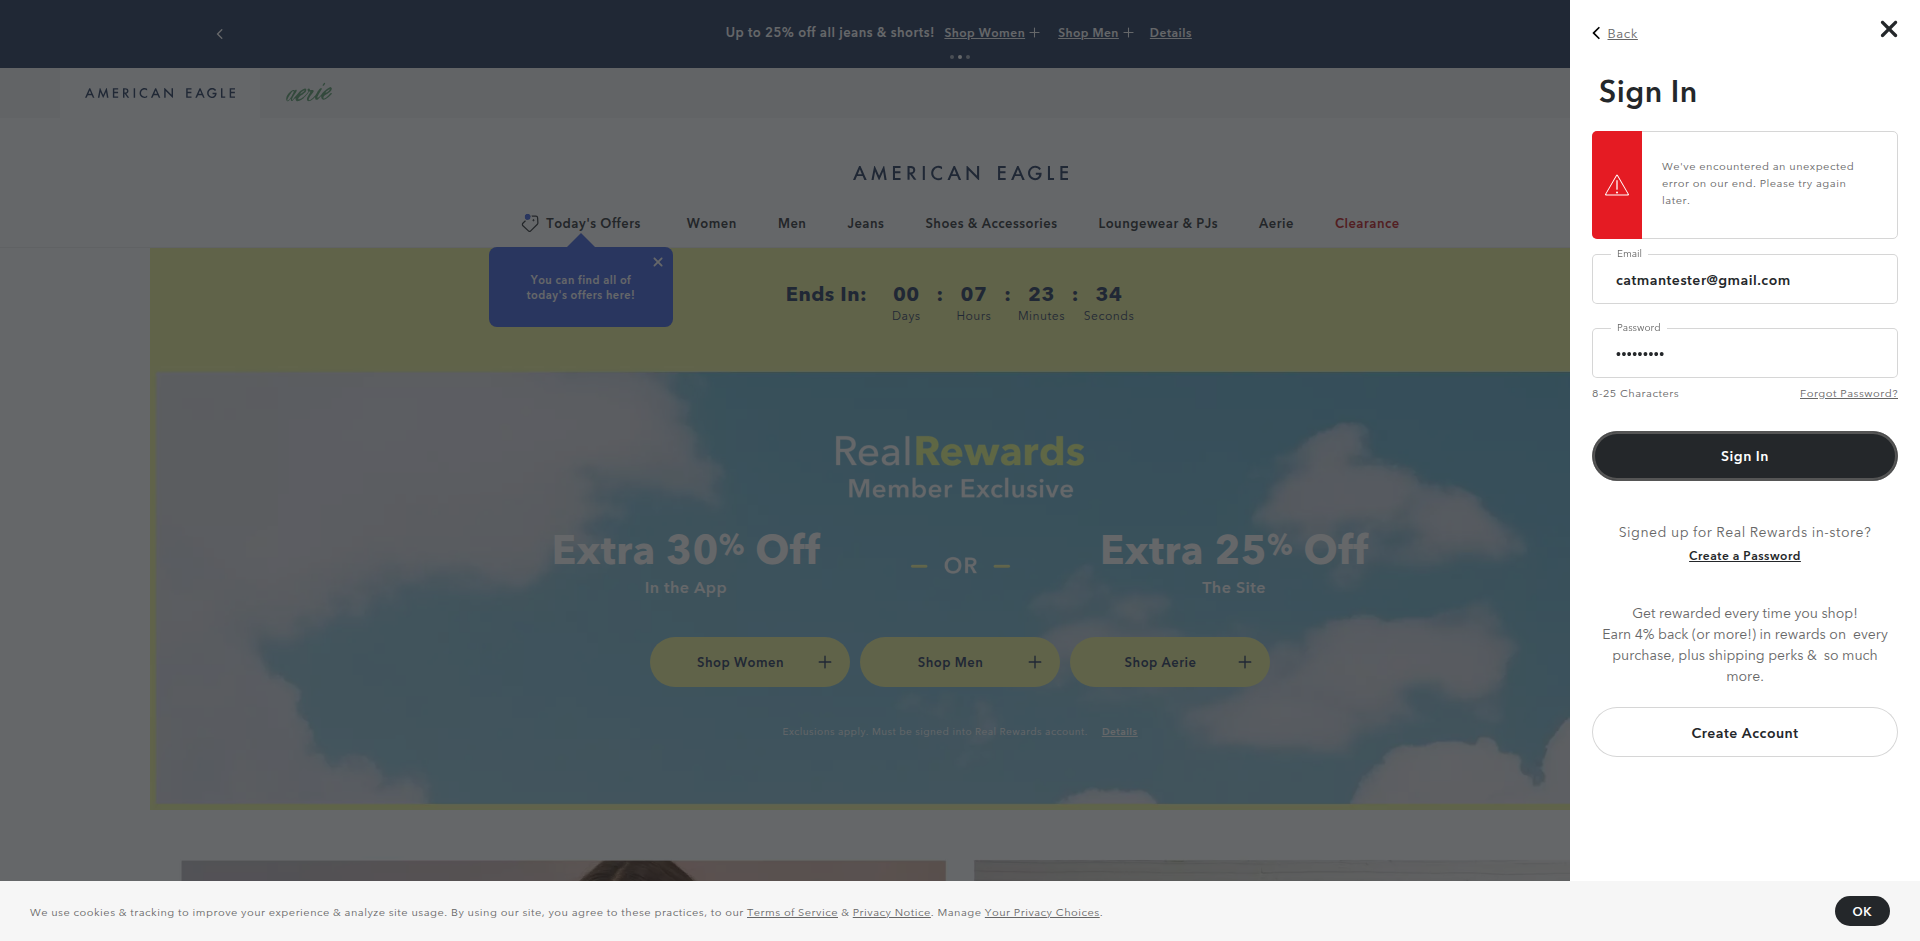 Up to 25% off all jeans & shorts! Shop Women + Shop Men + Details
AMERICAN EAGLE
aerie
AMERICAN EAGLE
Today's Offers
Women
Men
Jeans
Shoes & Accessories
Loungewear & PJs
Aerie
Clearance
You can find all of
today's offers here!
Ends In: 00 : 07 : 23 : 34
Days Hours Minutes Seconds
RealRewards
Member Exclusive
Extra 30% Off
In the App
OR
Extra 25% Off
The Site
Shop Women +
Shop Men +
Shop Aerie +
Exclusions apply. Must be signed into Real Rewards account. Details
Back
Sign In
We've encountered an unexpected
error on our end. Please try again
later.
Email
catmantester@gmail.com
Password
•••••••••
8-25 Characters
Forgot Password?
Sign In
Signed up for Real Rewards in-store?
Create a Password
Get rewarded every time you shop!
Earn 4% back (or more!) in rewards on every
purchase, plus shipping perks & so much
more.
Create Account
We use cookies & tracking to improve your experience & analyze site usage. By using our site, you agree to these practices, to our Terms of Service & Privacy Notice. Manage Your Privacy Choices.
OK